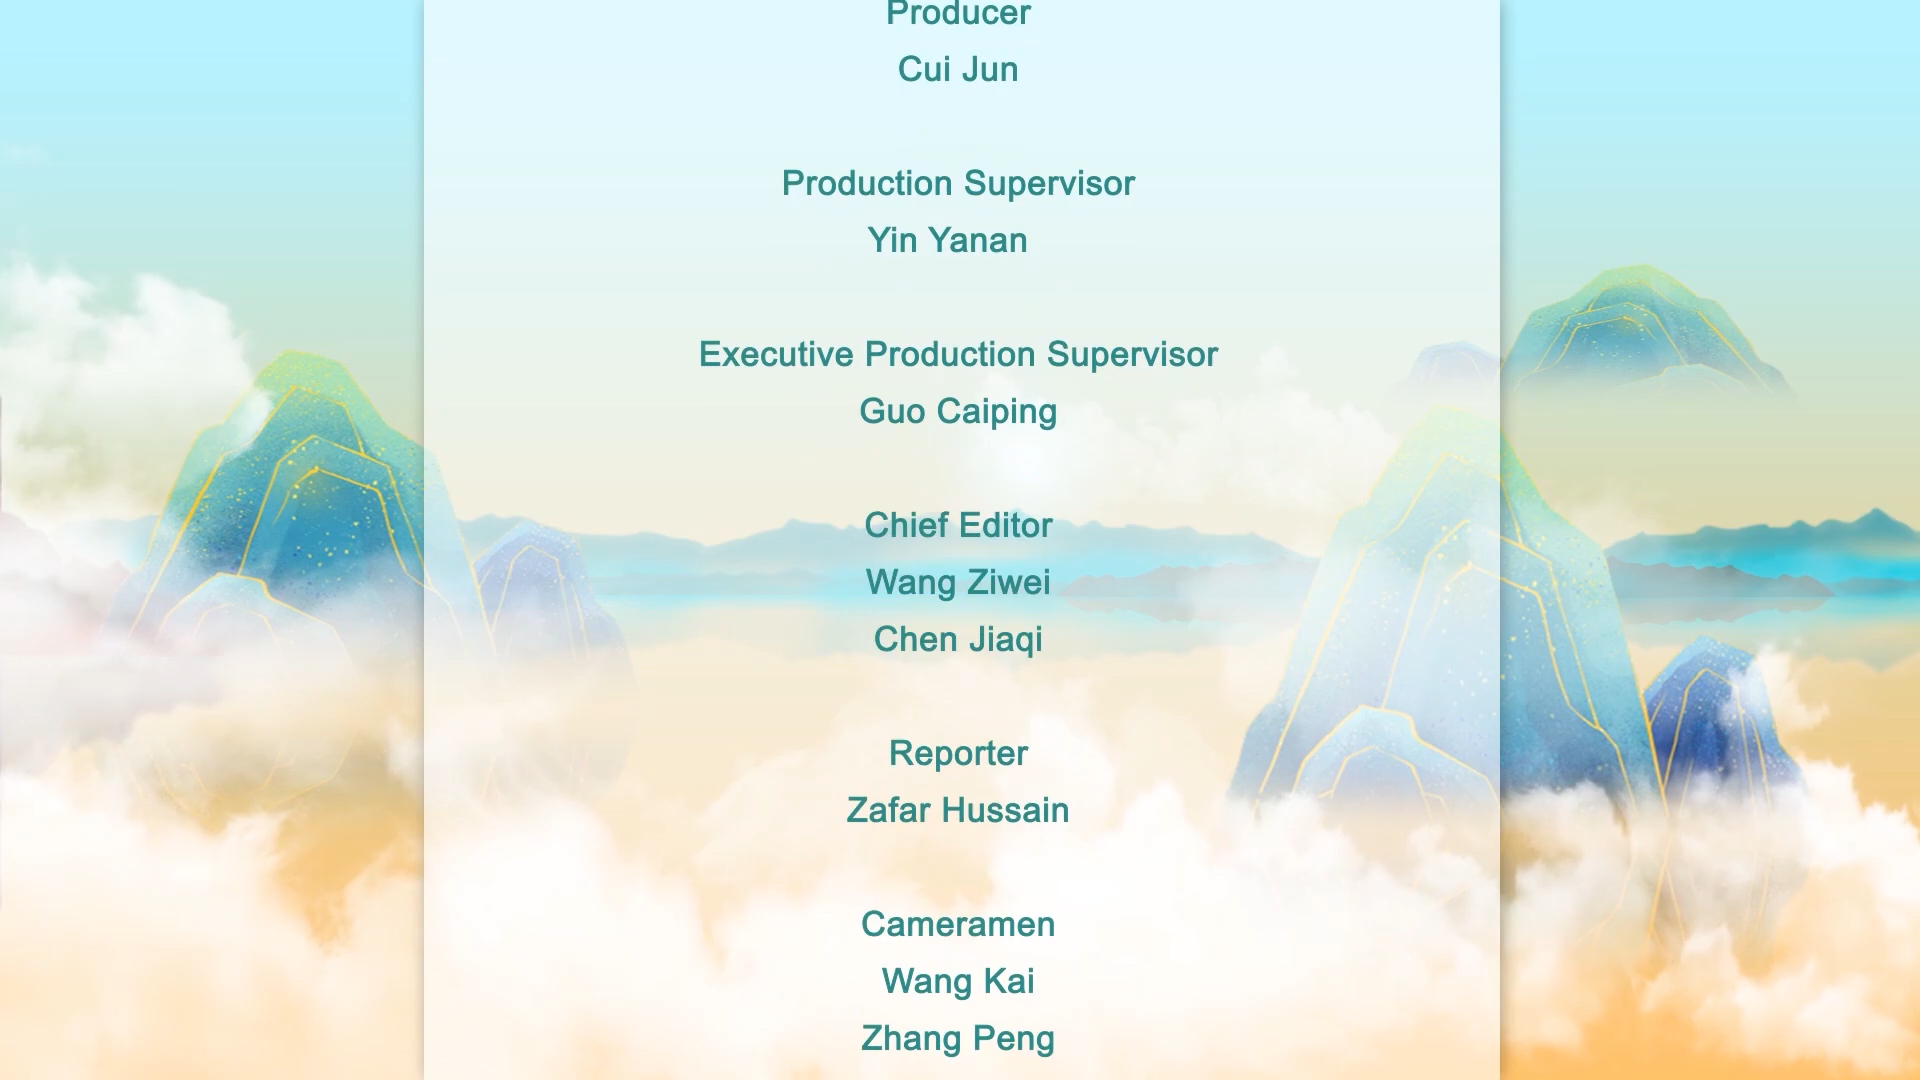 Producer
Cui Jun
Production Supervisor
Yin Yanan
Executive Production Supervisor
Guo Caiping
Chief Editor
Wang Ziwei
Chen Jiaqi
Reporter
Zafar Hussain
Cameramen
Wang Kai
Zhang Peng